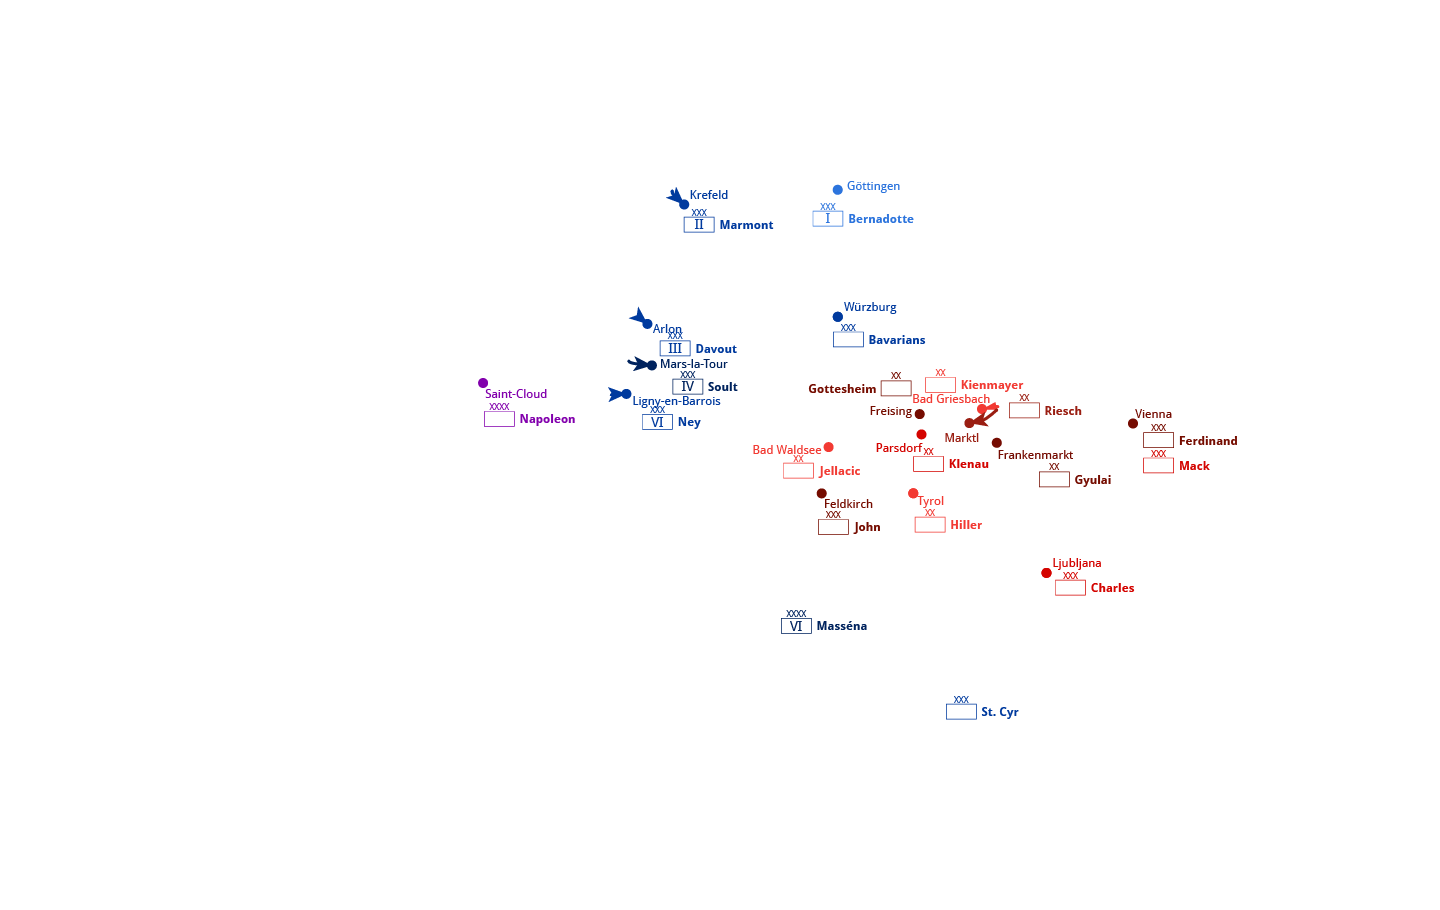 Göttingen
XXX
I
Bernadotte
Krefeld
XXX
II
Marmont
Würzburg
XXX
Bavarians
Arlon
XXX
III
Davout
Mars-la-Tour
XXX
IV
Soult
Saint-Cloud
XXXX
Napoleon
Ligny-en-Barrois
XXX
VI
Ney
XX
Gottesheim
Freising
XX
Kienmayer
Bad Griesbach
XX
Riesch
Marktl
Vienna
XXX
Ferdinand
XXX
Mack
Bad Waldsee
XX
Jellacic
Parsdorf
XX
Klenau
Frankenmarkt
XX
Gyulai
Feldkirch
XXX
John
Tyrol
XX
Hiller
Ljubljana
XXX
Charles
XXXX
VI
Masséna
XXX
St. Cyr